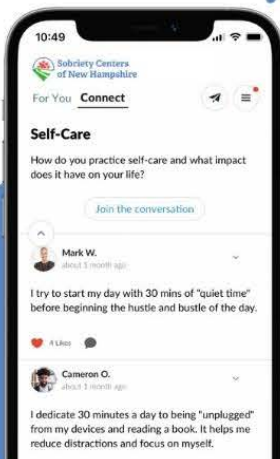 10:49
Sobriety Centers
of New Hampshire
For You Connect
Self-Care
How do you practice self-care and what impact
does it have on your life?
Join the conversation
Mark W.
about 1 month ago
I try to start my day with 30 mins of "quiet time"
before beginning the hustle and bustle of the day.
4 Likes
Cameron O.
about 1 month ago
I dedicate 30 minutes a day to being "unplugged"
from my devices and reading a book. It helps me
reduce distractions and focus on myself.